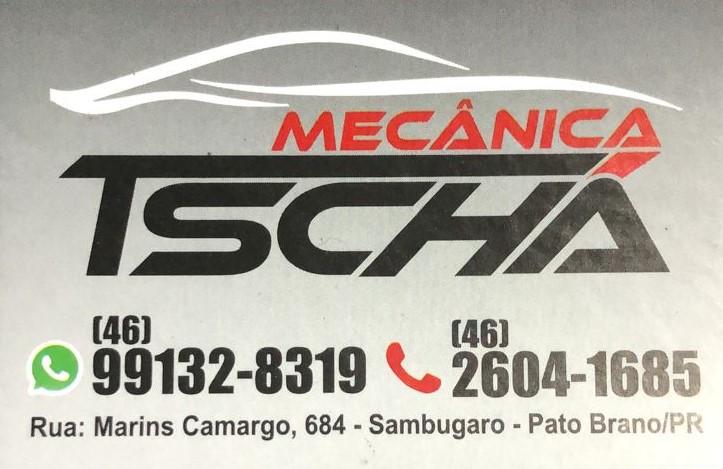 MECÂNICA
TSCHÁ
(46) 99132-8319
(46) 2604-1685
Rua: Marins Camargo, 684 - Sambugaro - Pato Brano/PR